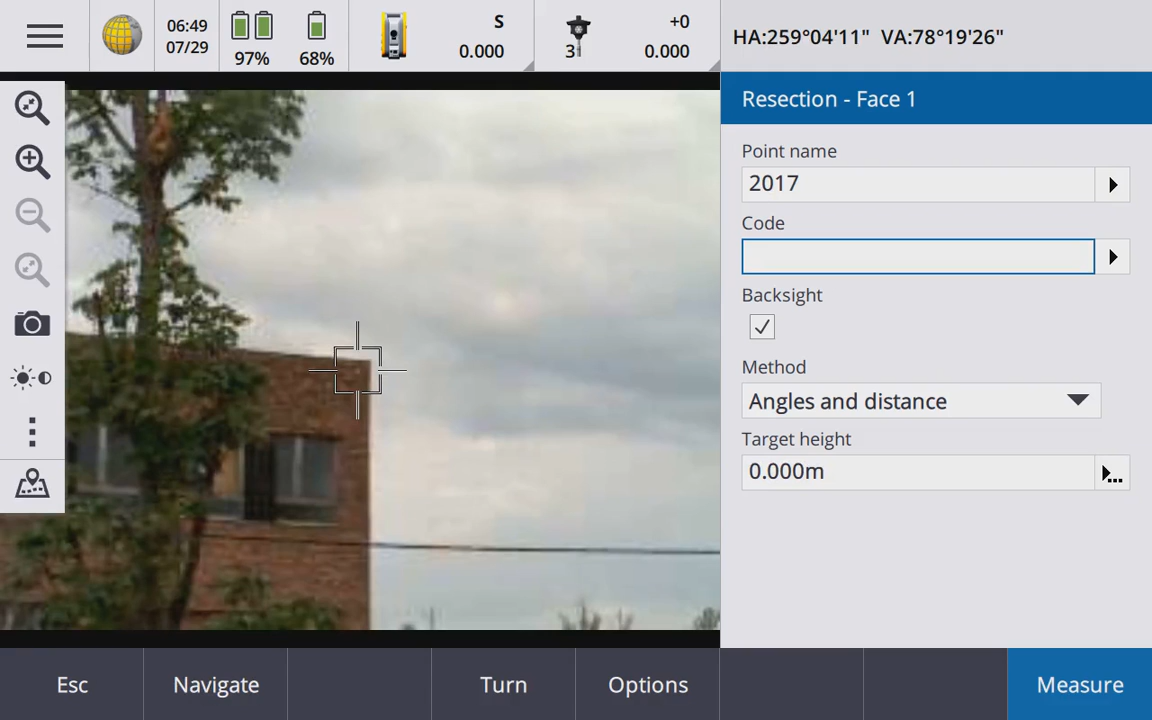 06:49
07/29
97%
68%
S
0.000
3
+0
0.000
HA:259°04'11" VA:78°19'26"
Resection - Face 1
Point name
2017
Code
Backsight
Method
Angles and distance
Target height
0.000m
Esc
Navigate
Turn
Options
Measure